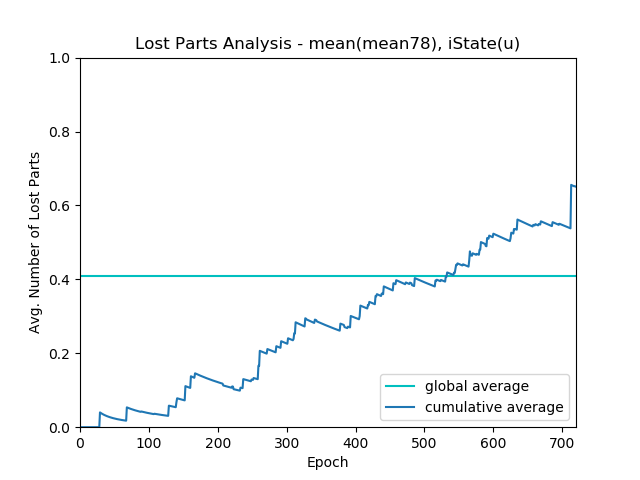 Lost Parts Analysis - mean(mean78), iState(u)
1.0
0.8
0.6
0.4
0.2
0.0
Avg. Number of Lost Parts
global average
cumulative average
0 100 200 300 400 500 600 700
Epoch